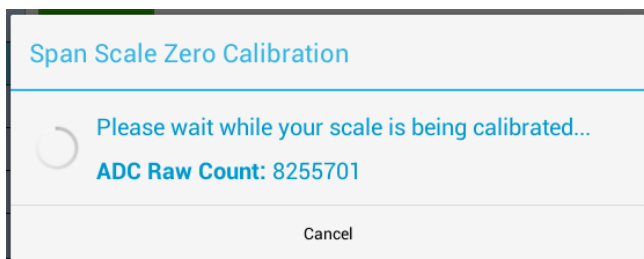 Span Scale Zero Calibration
Please wait while your scale is being calibrated...
ADC Raw Count: 8255701
Cancel